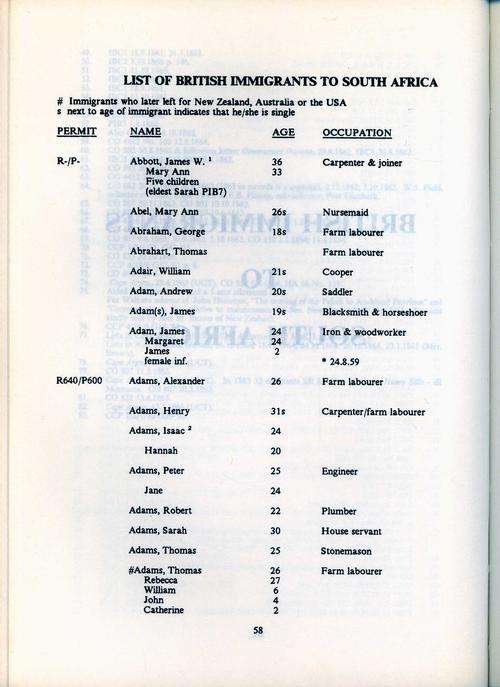 LIST OF BRITISH IMMIGRANTS TO SOUTH AFRICA
# Immigrants who later left for New Zealand, Australia or the USA
s next to age of immigrant indicates that he/she is single
PERMIT NAME AGE OCCUPATION
R-/P- Abbott, James W. ¹ 36 Carpenter & joiner
Mary Ann 33
Five children
(eldest Sarah P1B7)
Abel, Mary Ann 26s Nursemaid
Abraham, George 18s Farm labourer
Abrahart, Thomas Farm labourer
Adair, William 21s Cooper
Adam, Andrew 20s Saddler
Adam(s), James 19s Blacksmith & horseshoer
Adam, James 24 Iron & woodworker
Margaret 24
James 2
female inf. * 24.8.59
R640/P600 Adams, Alexander 26 Farm labourer
Adams, Henry 31s Carpenter/farm labourer
Adams, Isaac ² 24
Hannah 20
Adams, Peter 25 Engineer
Jane 24
Adams, Robert 22 Plumber
Adams, Sarah 30 House servant
Adams, Thomas 25 Stonemason
#Adams, Thomas 26 Farm labourer
Rebecca 27
William 6
John 4
Catherine 2
58